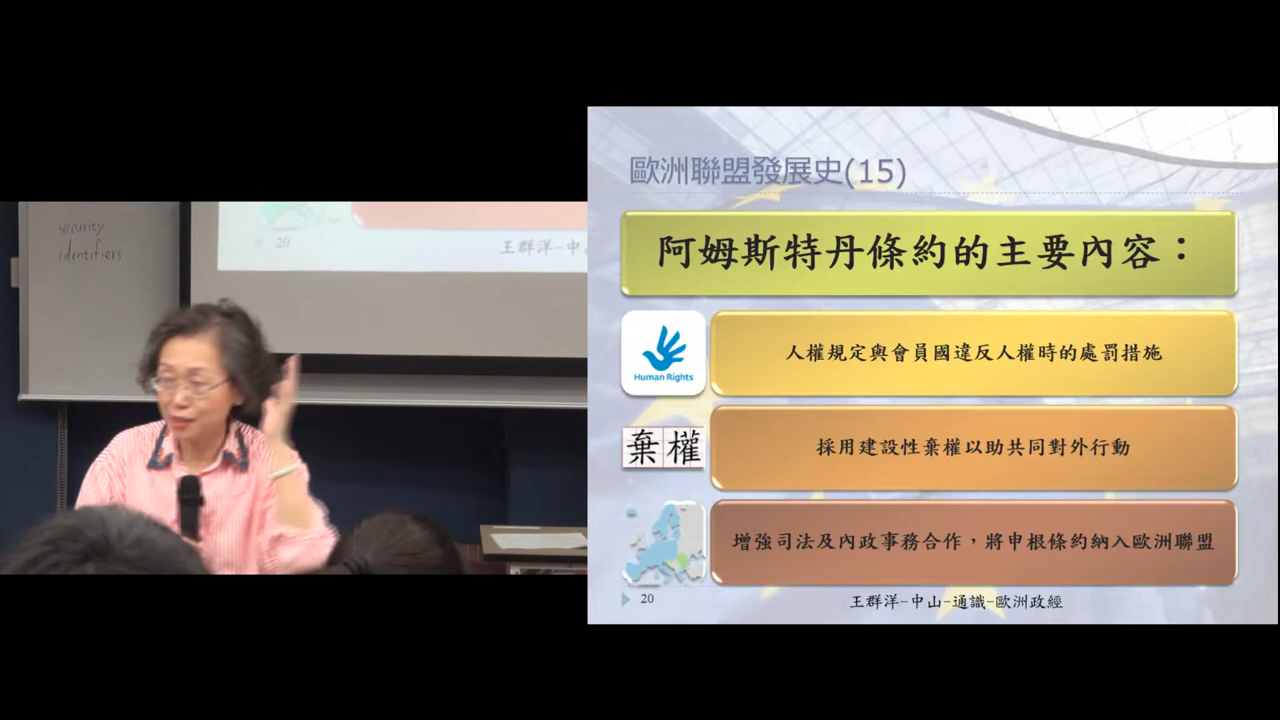 security
identifiers
20
王群洋-中
歐洲聯盟發展史(15)
阿姆斯特丹條約的主要內容：
Human Rights
人權規定與會員國違反人權時的處罰措施
棄權
採用建設性棄權以助共同對外行動
增強司法及內政事務合作，將申根條約納入歐洲聯盟
20
王群洋-中山-通識-歐洲政經